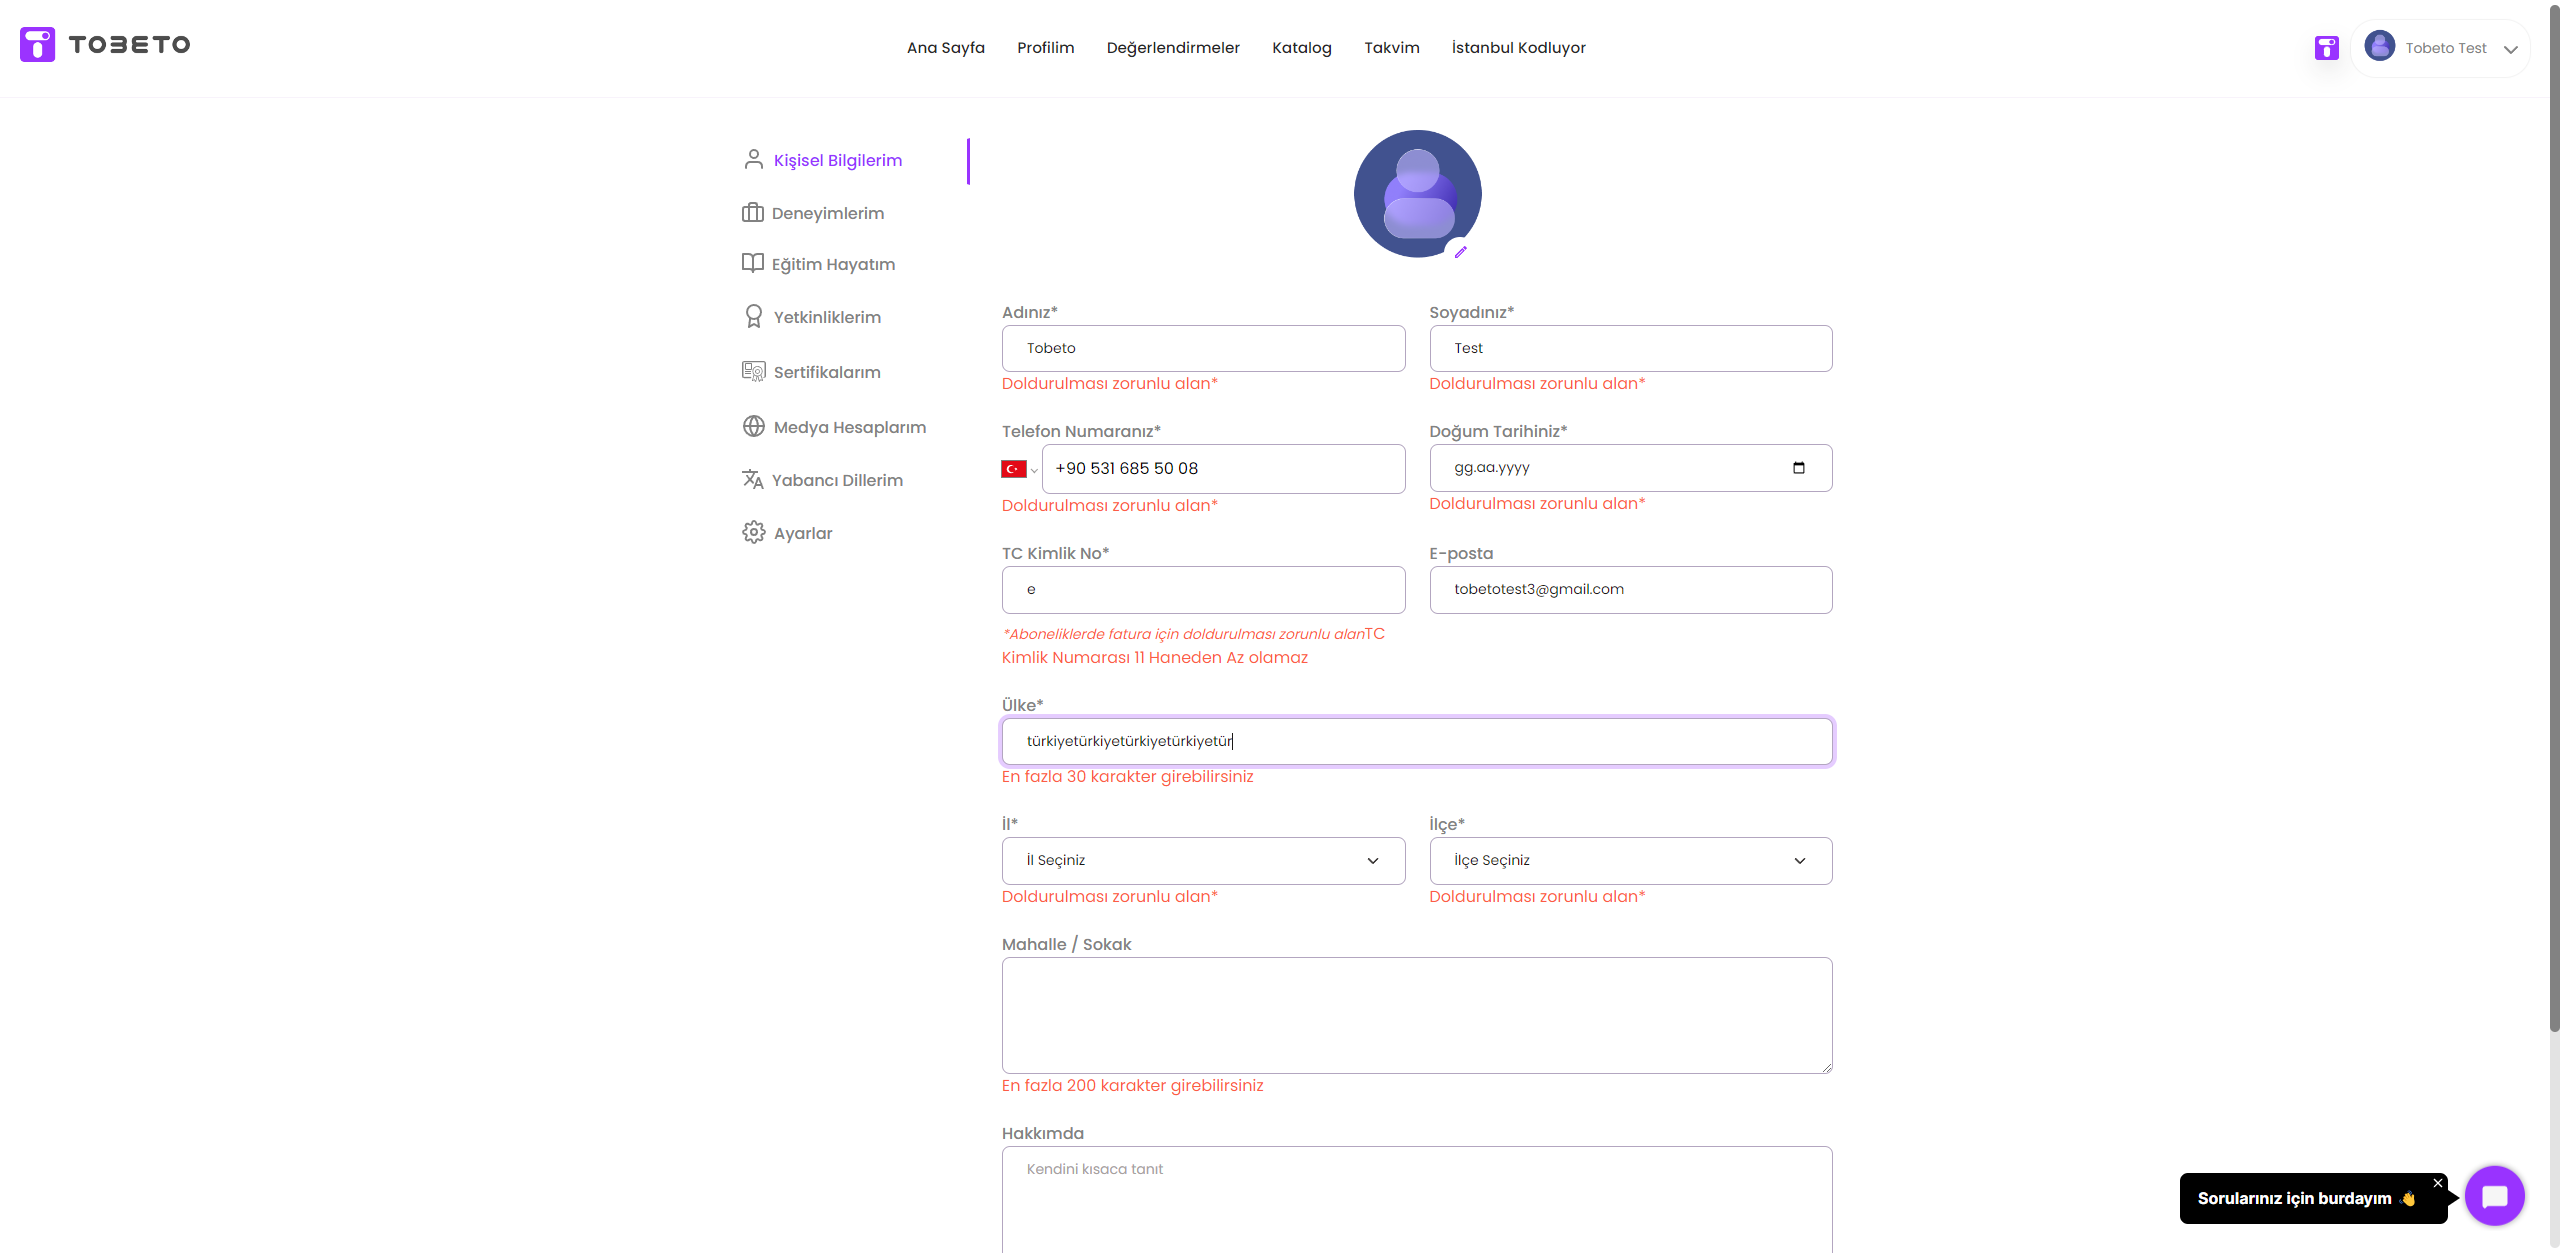 TOBETO
Ana Sayfa Profilim Değerlendirmeler Katalog Takvim İstanbul Kodluyor
Tobeto Test
Kişisel Bilgilerim
Deneyimlerim
Eğitim Hayatım
Yetkinliklerim
Sertifikalarım
Medya Hesaplarım
Yabancı Dillerim
Ayarlar
Adınız* Soyadınız*
Tobeto Test
Doldurulması zorunlu alan* Doldurulması zorunlu alan*
Telefon Numaranız* Doğum Tarihiniz*
+90 531 685 50 08 gg.aa.yyyy
Doldurulması zorunlu alan* Doldurulması zorunlu alan*
TC Kimlik No* E-posta
e tobetotest3@gmail.com
*Aboneliklerde fatura için doldurulması zorunlu alanTC
Kimlik Numarası 11 Haneden Az olamaz
Ülke*
türkiyetürkiyetürkiyetürkiyetür
En fazla 30 karakter girebilirsiniz
İl* İlçe*
İl Seçiniz İlçe Seçiniz
Doldurulması zorunlu alan* Doldurulması zorunlu alan*
Mahalle / Sokak
En fazla 200 karakter girebilirsiniz
Hakkımda
Kendini kısaca tanıt
Sorularınız için burdayım 👋